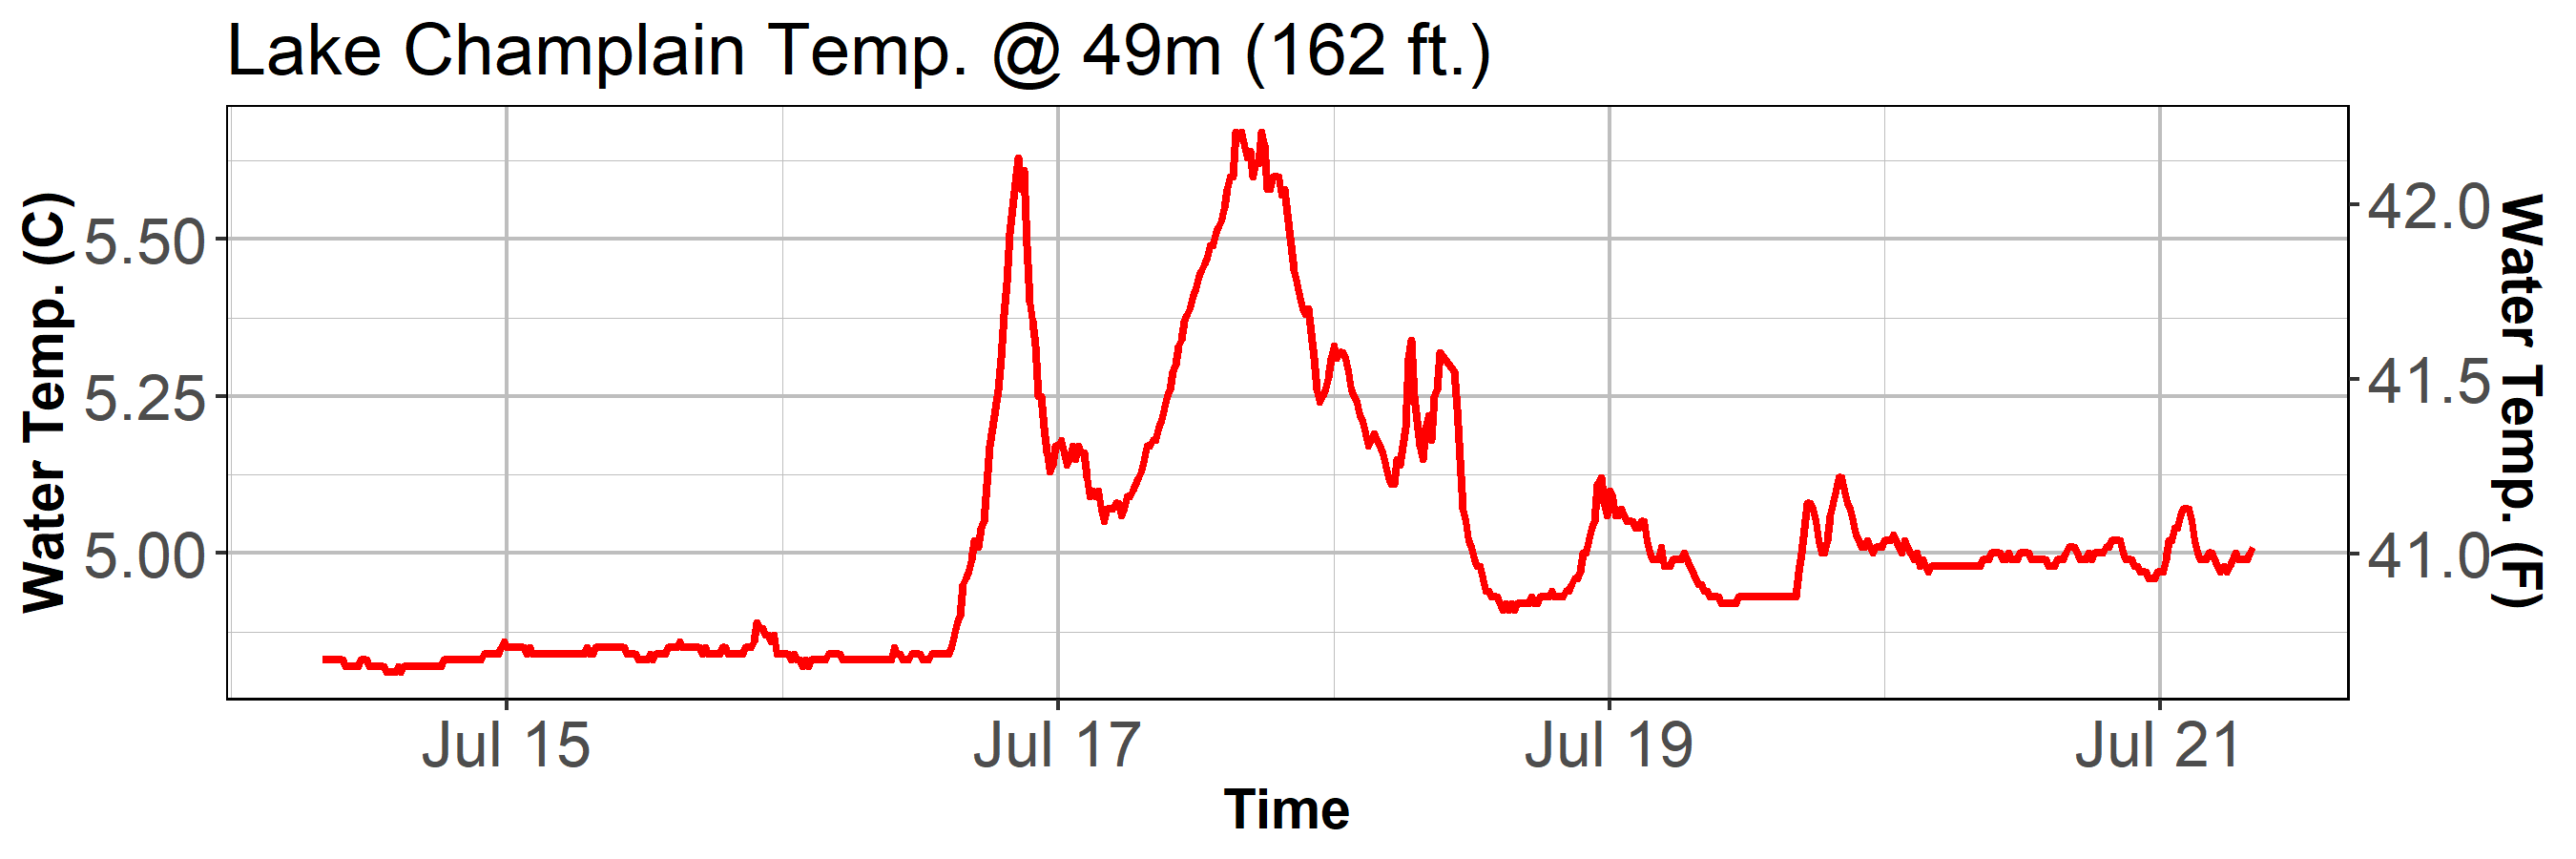 Lake Champlain Temp. @ 49m (162 ft.)
Water Temp. (C)
5.50
5.25
5.00
42.0
41.5
41.0
Water Temp. (F)
Jul 15
Jul 17
Jul 19
Jul 21
Time